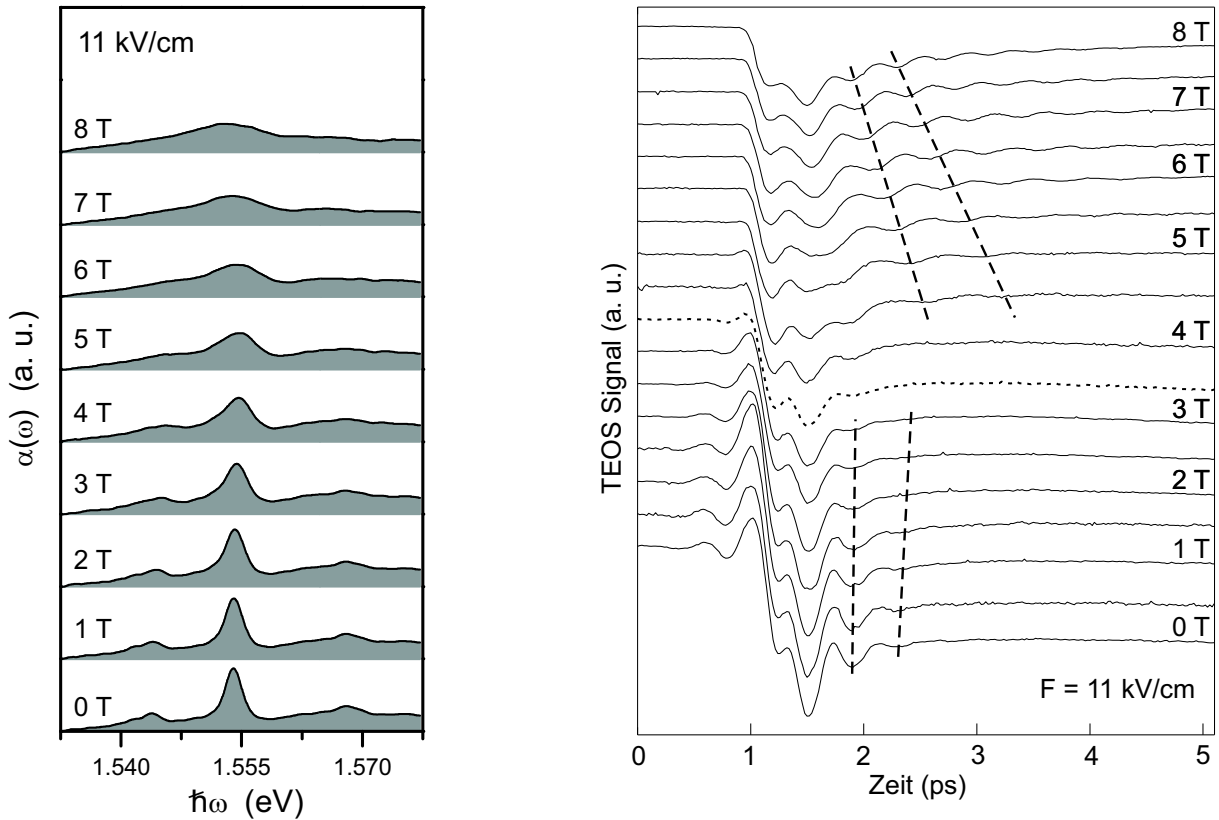 11 kV/cm
8 T
7 T
6 T
5 T
4 T
3 T
2 T
1 T
0 T
α(ω) (a. u.)
1.540 1.555 1.570
ħω (eV)
8 T
7 T
6 T
5 T
4 T
3 T
2 T
1 T
0 T
F = 11 kV/cm
TEOS Signal (a. u.)
0 1 2 3 4 5
Zeit (ps)